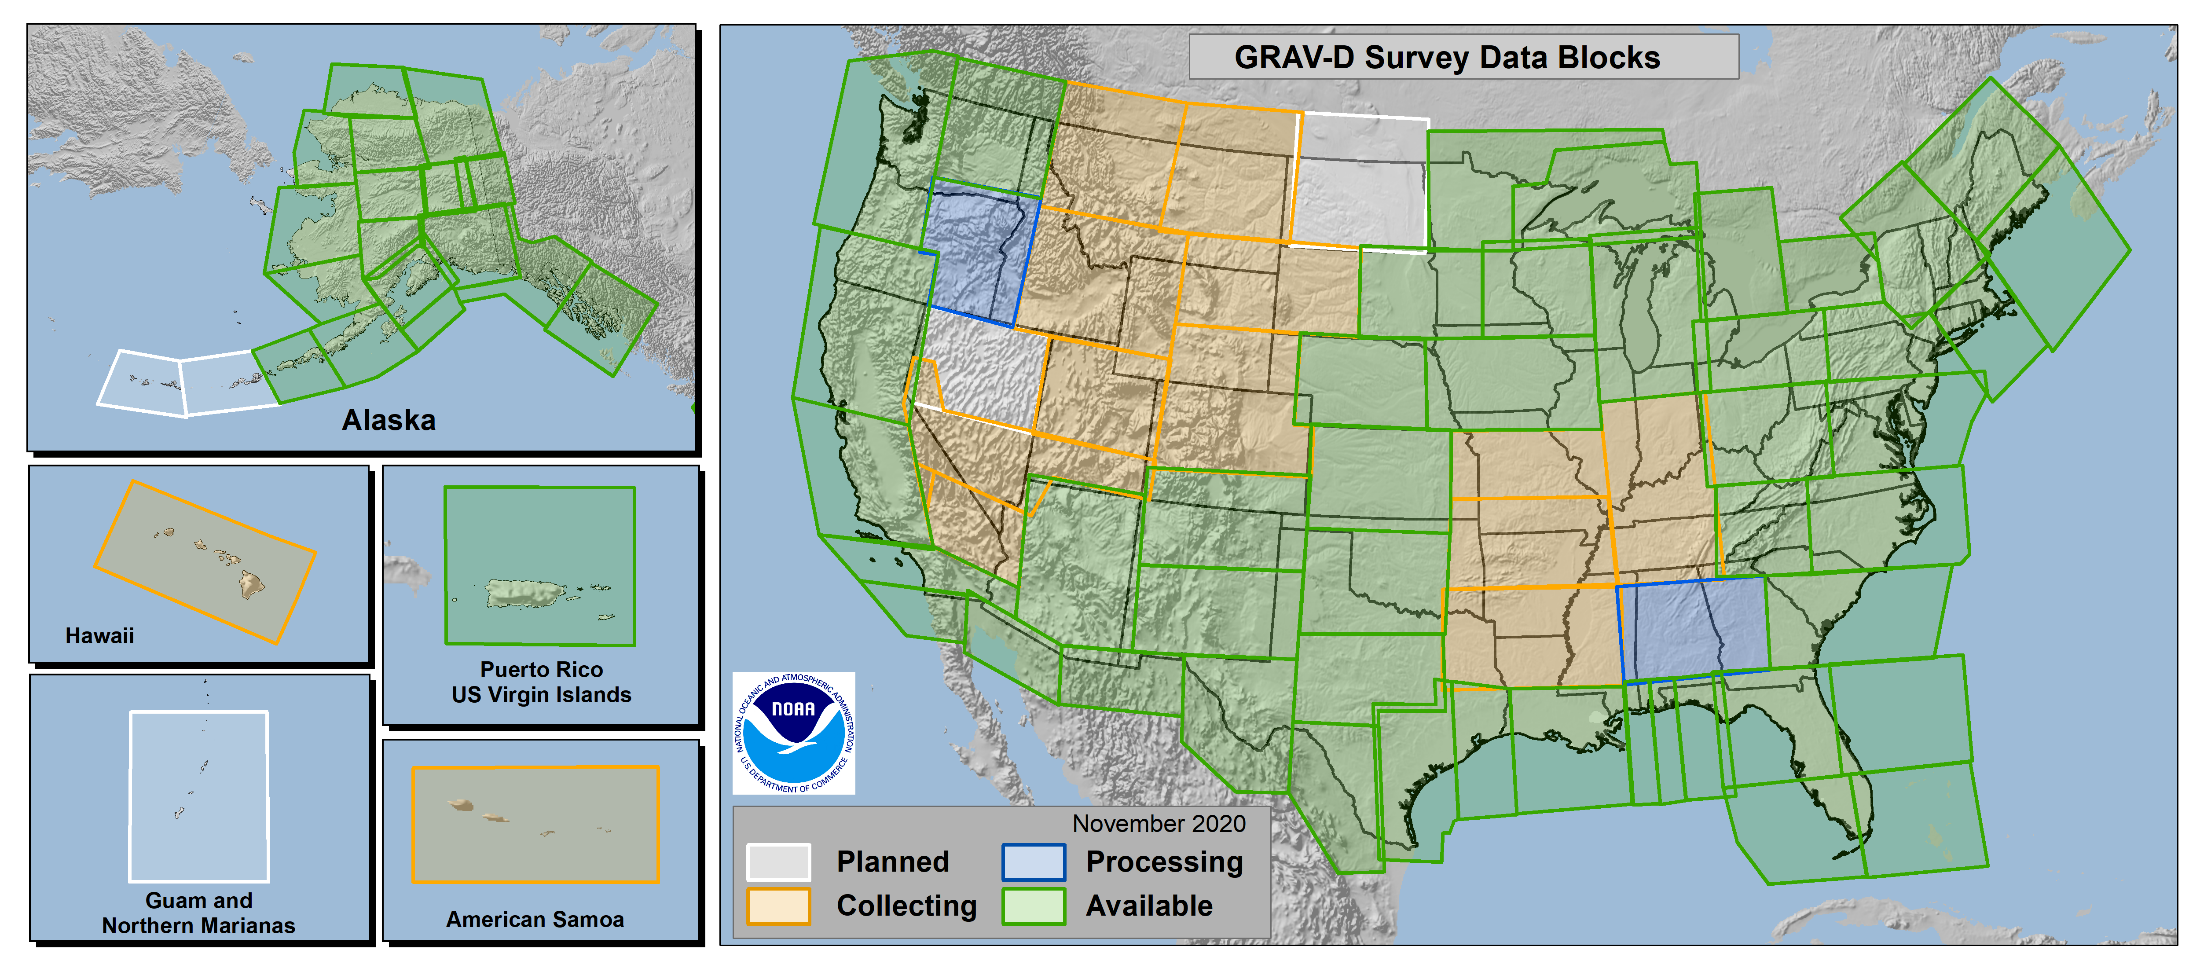 GRAV-D Survey Data Blocks
Alaska
Hawaii
Puerto Rico
US Virgin Islands
Guam and
Northern Marianas
American Samoa
NATIONAL OCEANIC AND ATMOSPHERIC ADMINISTRATION
NOAA
U.S. DEPARTMENT OF COMMERCE
November 2020
Planned
Processing
Collecting
Available